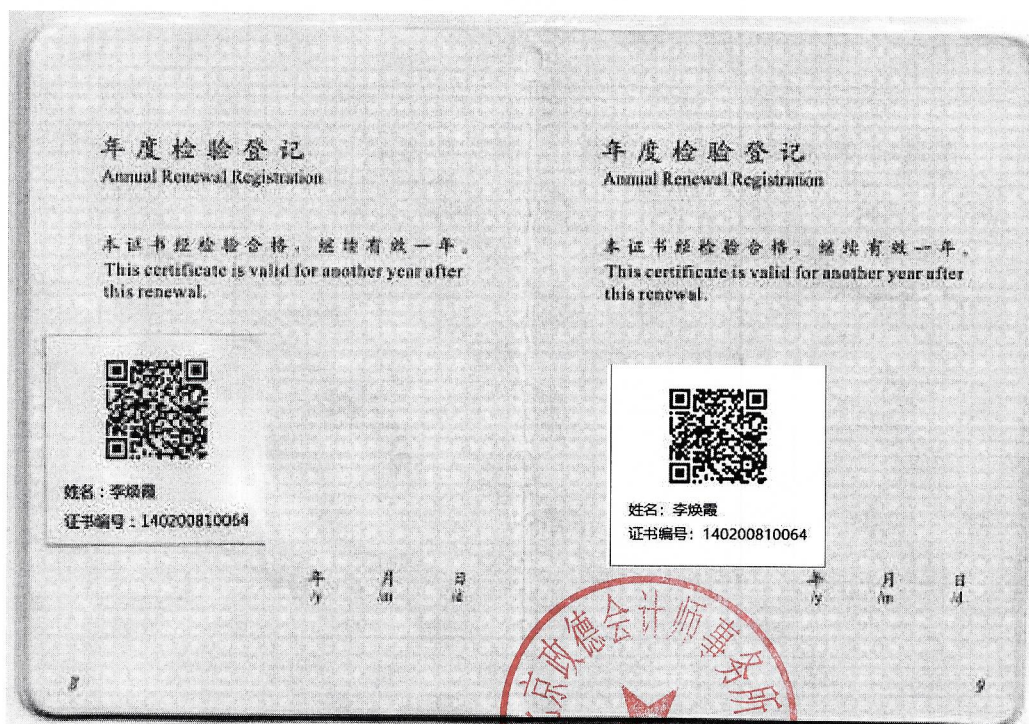 年度检验登记
Annual Renewal Registration
本证书经检验合格，继续有效一年。
This certificate is valid for another year after
this renewal.
姓名：李焕霞
证书编号：140200810064
年 月 日
/y /m /d
8
年度检验登记
Annual Renewal Registration
本证书经检验合格，继续有效一年。
This certificate is valid for another year after
this renewal.
姓名：李焕霞
证书编号：140200810064
年 月 日
/y /m /d
京政德会计师事务所
9